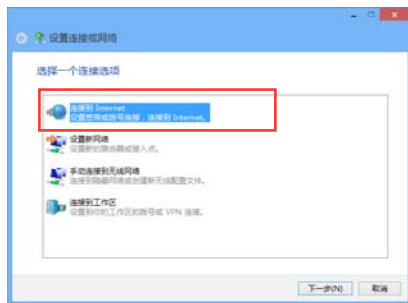 设置连接或网络
选择一个连接选项
连接到 Internet
设置宽带或拨号连接，连接到 Internet。
设置新网络
设置新的路由器或接入点。
手动连接到无线网络
连接到隐藏网络或创建新无线配置文件。
连接到工作区
设置到你的工作区的拨号或 VPN 连接。
下一步(N)
取消